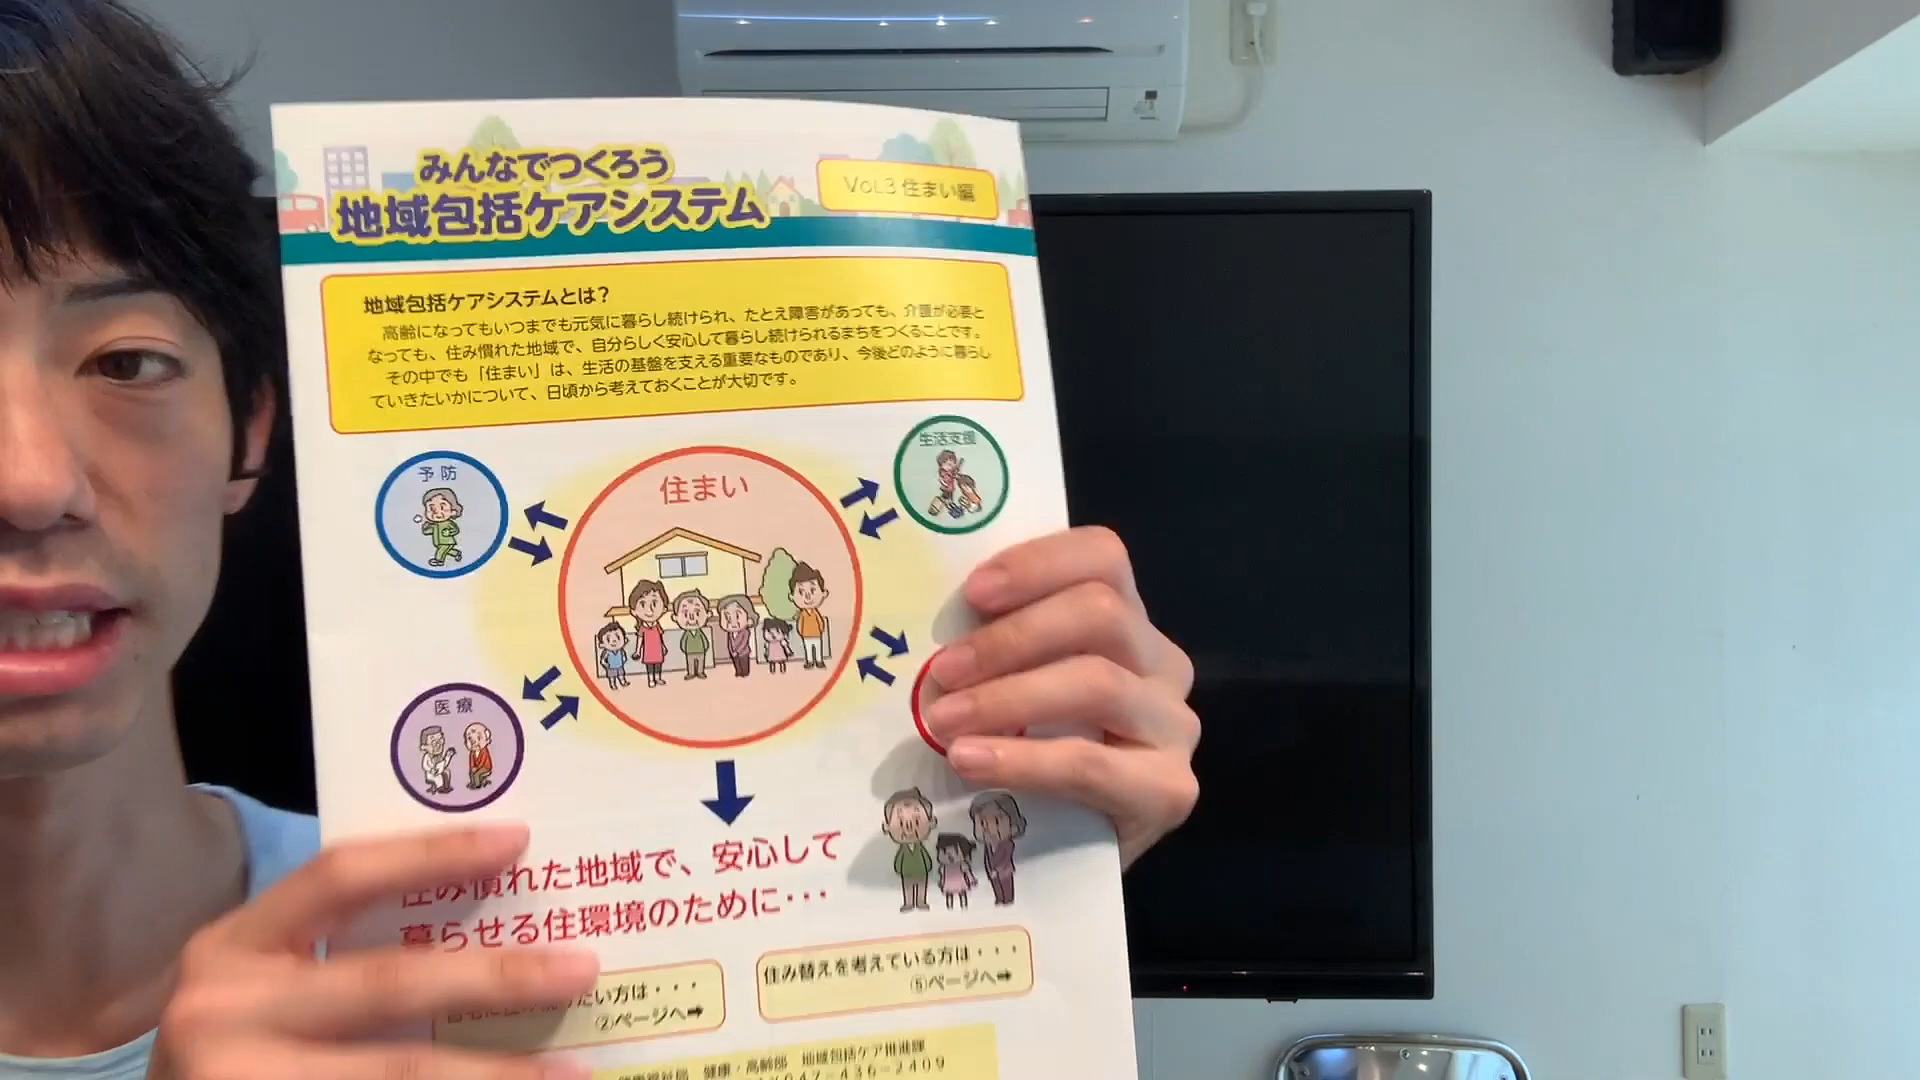 みんなでつくろう
地域包括ケアシステム
VOL.3 住まい編
地域包括ケアシステムとは？
高齢になってもいつまでも元気に暮らし続けられ、たとえ障害があっても、介護が必要と
なっても、住み慣れた地域で、自分らしく安心して暮らし続けられるまちをつくることです。
その中でも「住まい」は、生活の基盤を支える重要なものであり、今後どのように暮らし
ていきたいかについて、日頃から考えておくことが大切です。
予防
住まい
生活支援
医療
住み慣れた地域で、安心して
暮らせる住環境のために･･･
たい方は・・・
②ページへ➡
住み替えを考えている方は・・・
⑤ページへ➡
健康・高齢部 地域包括ケア推進課
047-436-2409